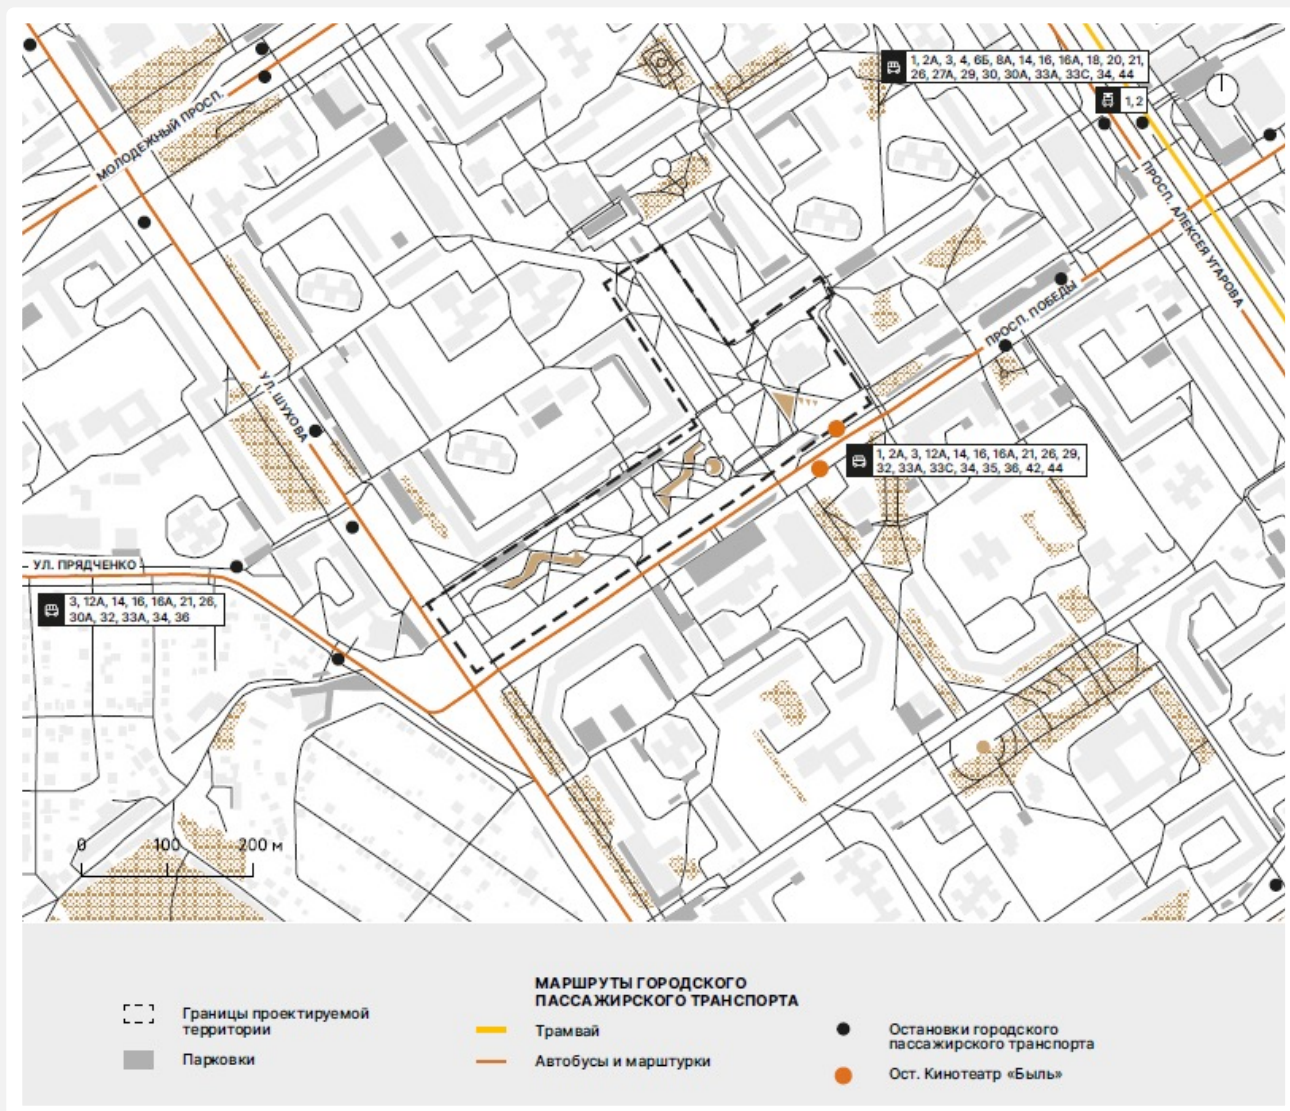 1, 2А, 3, 4, 6Б, 8А, 14, 16, 16А, 18, 20, 21,
26, 27А, 29, 30, 30А, 33А, 33С, 34, 44
1, 2
МОЛОДЕЖНЫЙ ПРОСП.
ПРОСП. АЛЕКСЕЯ УГАРОВА
ПРОСП. ПОБЕДЫ
УЛ. ШУХОВА
1, 2А, 3, 12А, 14, 16, 16А, 21, 26, 29,
32, 33А, 33С, 34, 35, 36, 42, 44
УЛ. ПРЯДЧЕНКО
3, 12А, 14, 16, 16А, 21, 26,
30А, 32, 33А, 34, 36
0 100 200 м
Границы проектируемой
территории
Парковки
МАРШРУТЫ ГОРОДСКОГО
ПАССАЖИРСКОГО ТРАНСПОРТА
Трамвай
Автобусы и марштурки
Остановки городского
пассажирского транспорта
Ост. Кинотеатр «Быль»